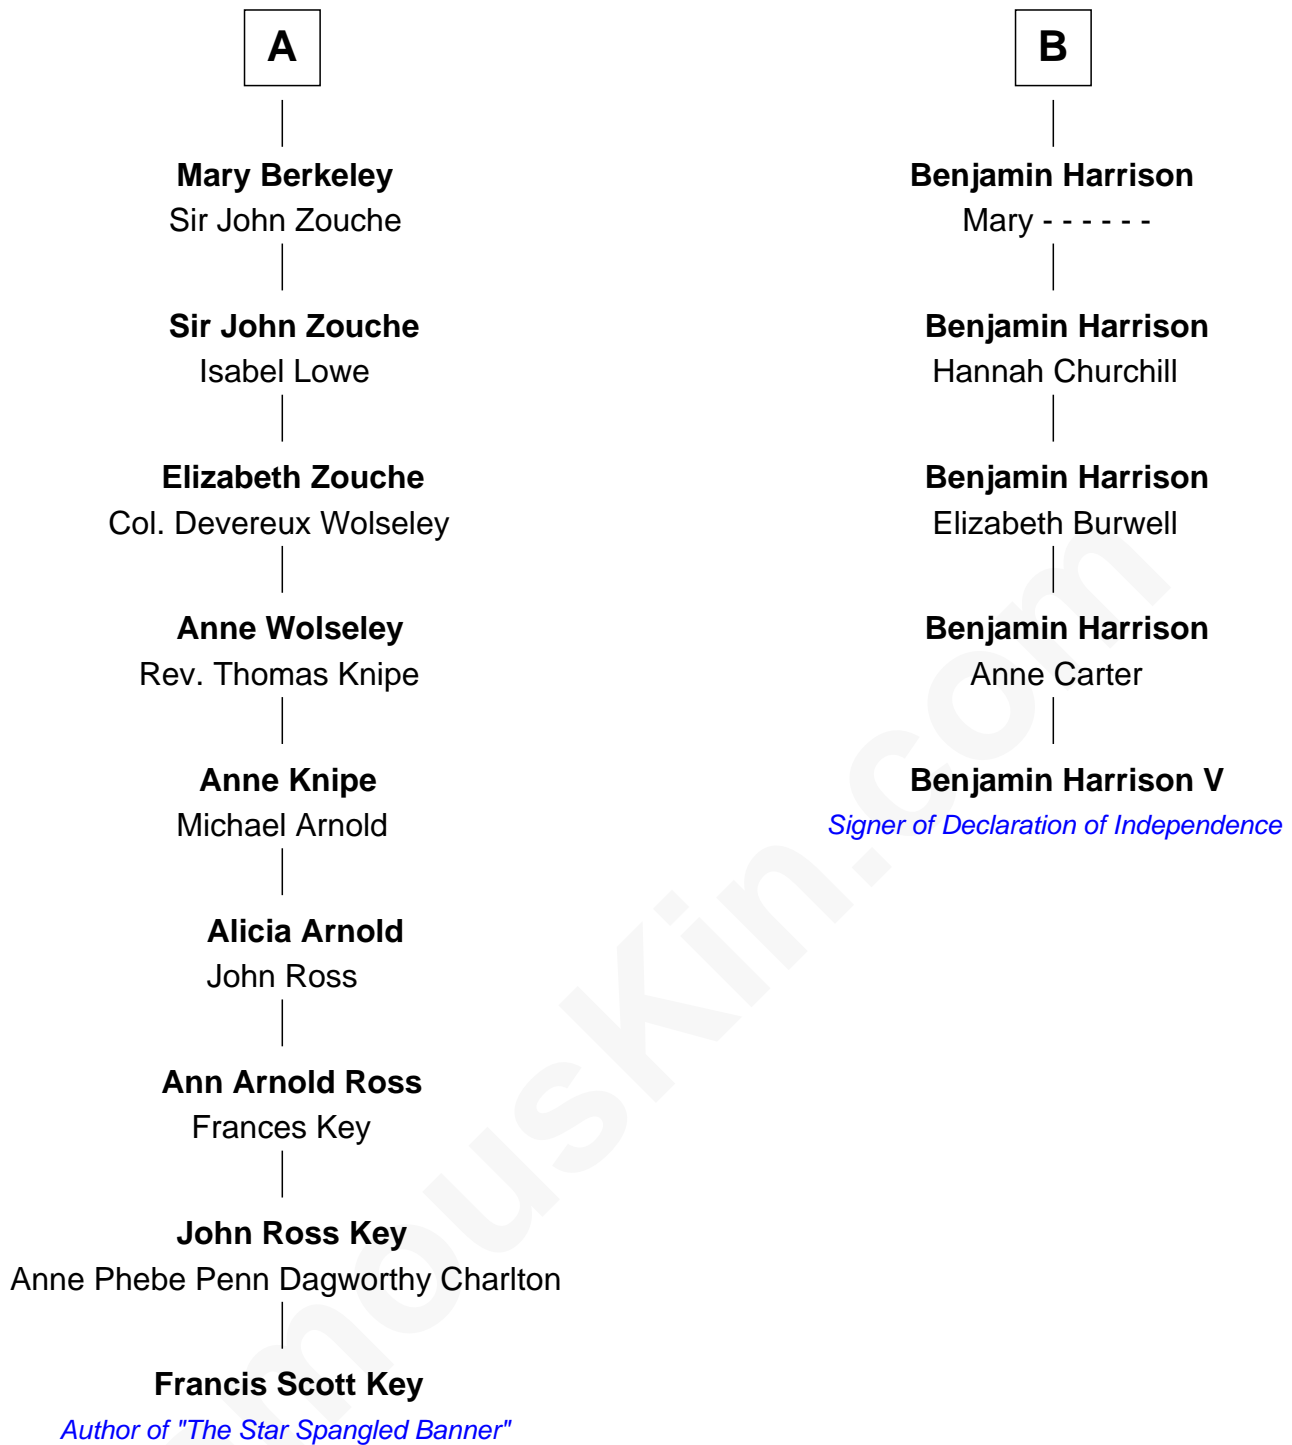 A
Mary Berkeley
Sir John Zouche
Sir John Zouche
Isabel Lowe
Elizabeth Zouche
Col. Devereux Wolseley
Anne Wolseley
Rev. Thomas Knipe
Anne Knipe
Michael Arnold
Alicia Arnold
John Ross
Ann Arnold Ross
Frances Key
John Ross Key
Anne Phebe Penn Dagworthy Charlton
Francis Scott Key
Author of "The Star Spangled Banner"
B
Benjamin Harrison
Mary - - - - - -
Benjamin Harrison
Hannah Churchill
Benjamin Harrison
Elizabeth Burwell
Benjamin Harrison
Anne Carter
Benjamin Harrison V
Signer of Declaration of Independence
mousKin.com